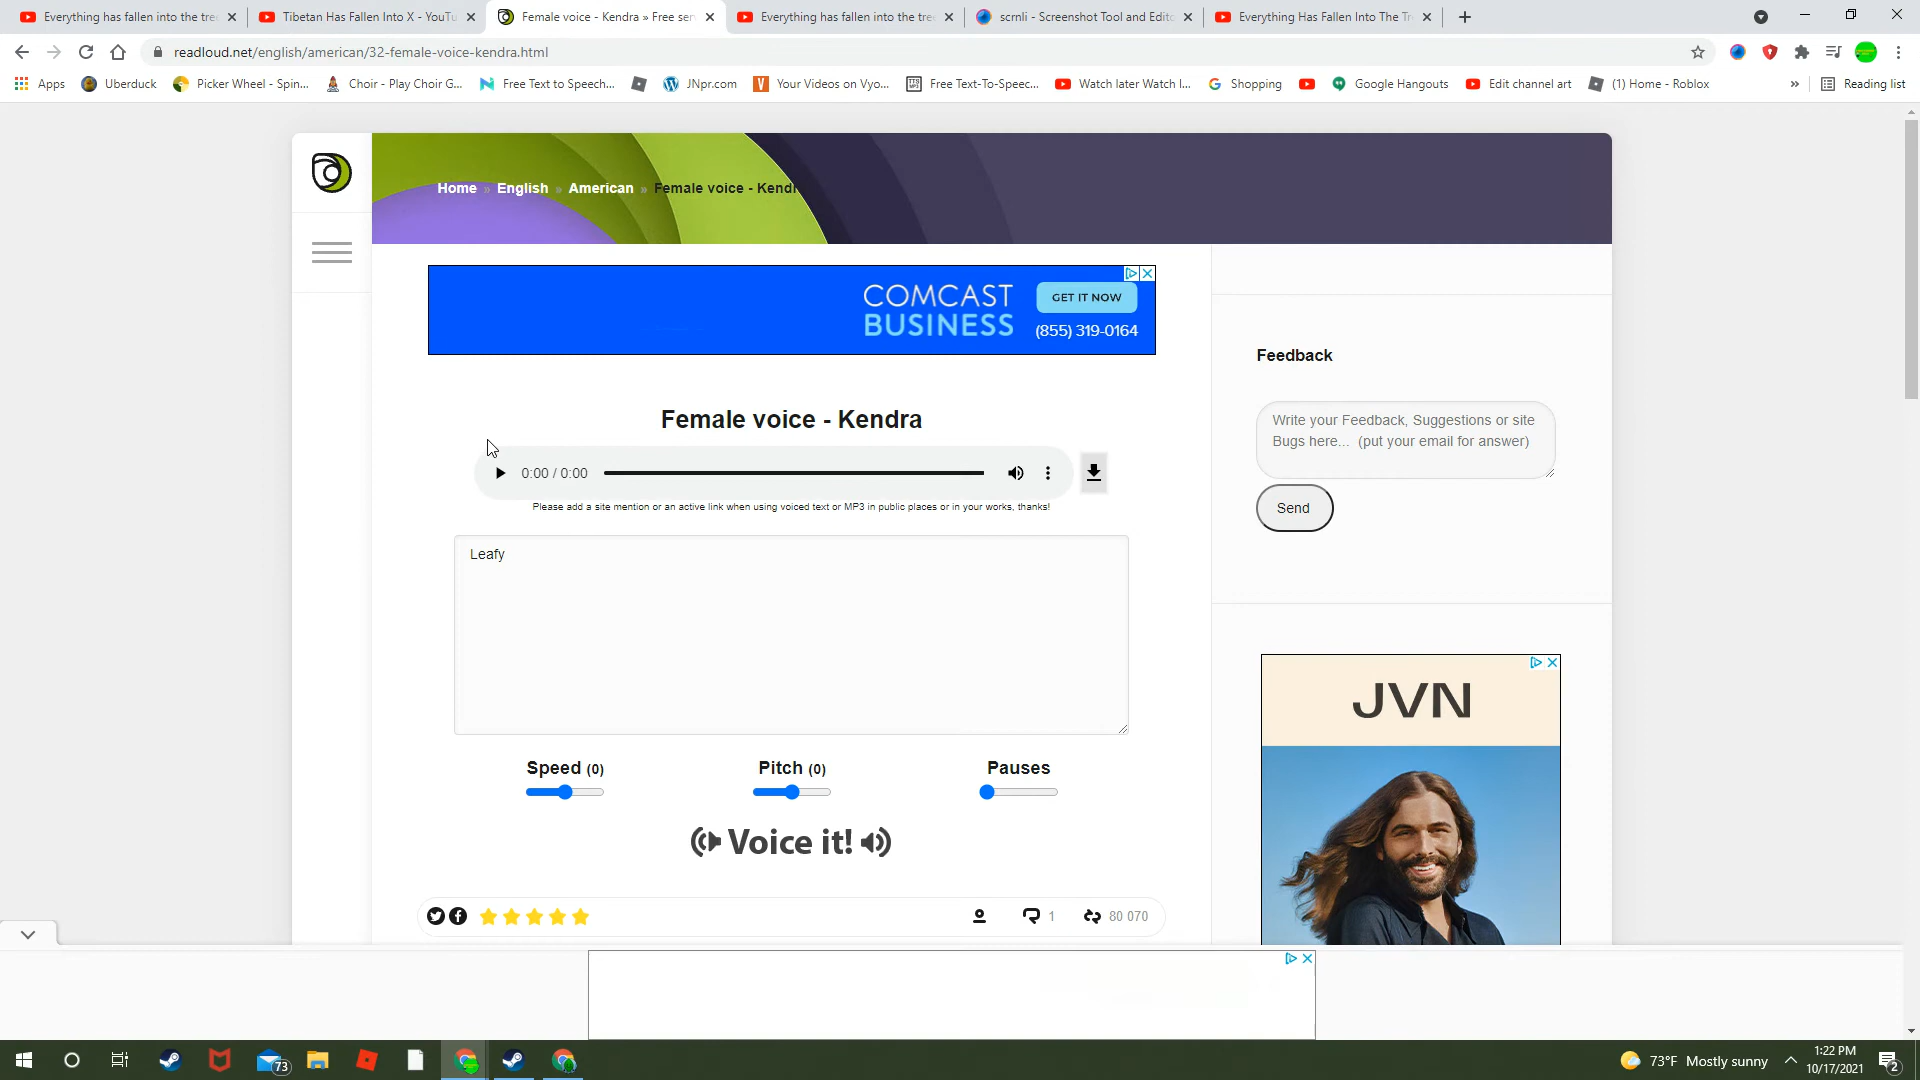 Everything has fallen into the tre
Tibetan Has Fallen Into X - YouTu
Female voice - Kendra » Free ser
Everything has fallen into the tre
scrnli - Screenshot Tool and Edit
Everything Has Fallen Into The Tr
readloud.net/english/american/32-female-voice-kendra.html
Apps
Uberduck
Picker Wheel - Spin...
Choir - Play Choir G...
Free Text to Speech...
JNpr.com
Your Videos on Vyo...
Free Text-To-Speec...
Watch later Watch l...
Shopping
Google Hangouts
Edit channel art
(1) Home - Roblox
»
Reading list
Home » English » American » Female voice - Kendr
COMCAST
BUSINESS
GET IT NOW
(855) 319-0164
Feedback
Write your Feedback, Suggestions or site
Bugs here... (put your email for answer)
Send
Female voice - Kendra
0:00 / 0:00
Please add a site mention or an active link when using voiced text or MP3 in public places or in your works, thanks!
Leafy
Speed (0)
Pitch (0)
Pauses
Voice it!
1
80 070
JVN
73
73°F Mostly sunny
1:22 PM
10/17/2021
2